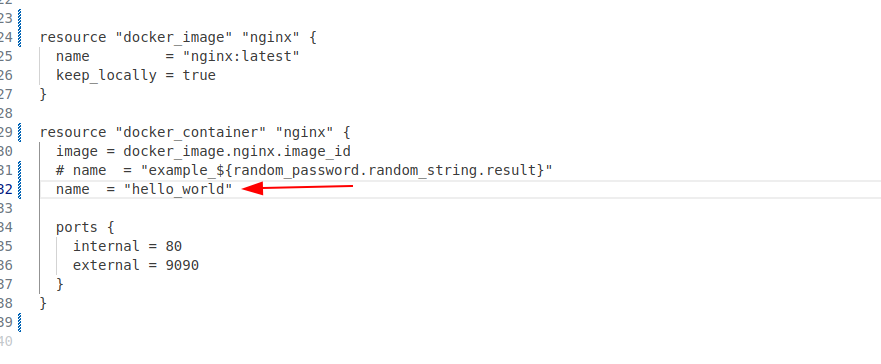 23
24 resource "docker_image" "nginx" {
25   name         = "nginx:latest"
26   keep_locally = true
27 }
28
29 resource "docker_container" "nginx" {
30   image = docker_image.nginx.image_id
31   # name  = "example_${random_password.random_string.result}"
32   name  = "hello_world"
33
34   ports {
35     internal = 80
36     external = 9090
37   }
38 }
39
40